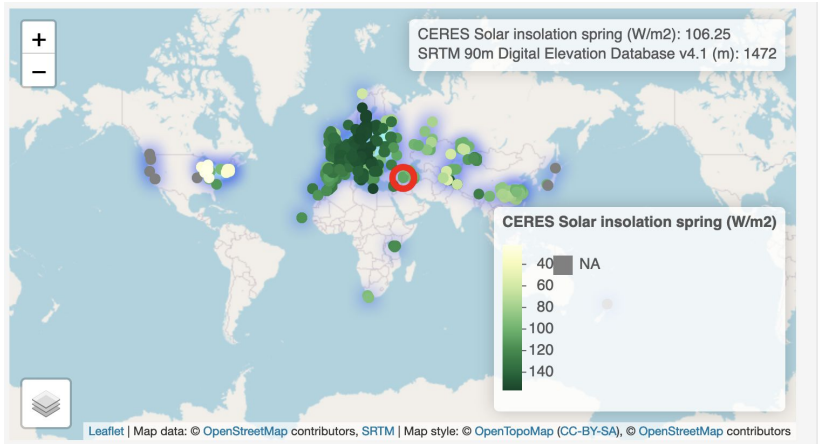 +
−
CERES Solar insolation spring (W/m2): 106.25
SRTM 90m Digital Elevation Database v4.1 (m): 1472
CERES Solar insolation spring (W/m2)
40
NA
60
80
100
120
140
Leaflet | Map data: © OpenStreetMap contributors, SRTM | Map style: © OpenTopoMap (CC-BY-SA), © OpenStreetMap contributors